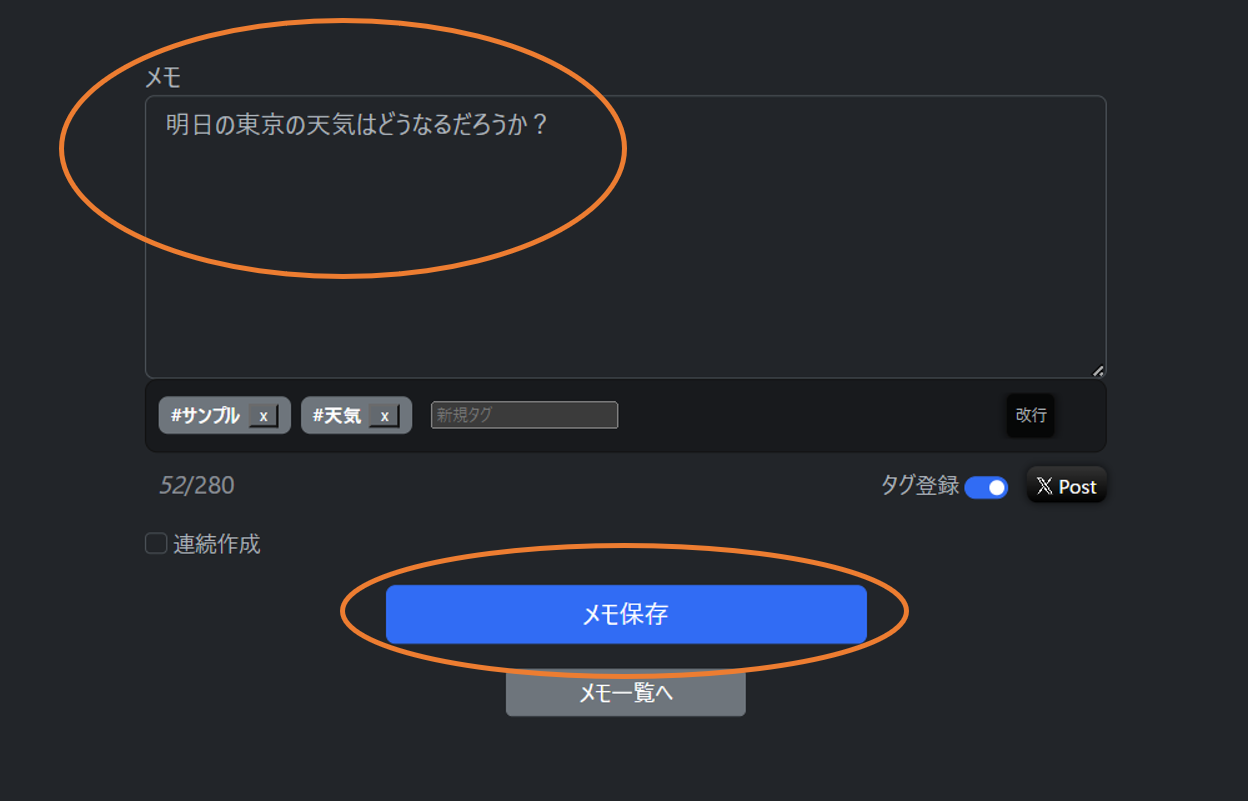 メモ
明日の東京の天気はどうなるだろうか？
#サンプル x #天気 x 新規タグ 改行
52/280 タグ登録 X Post
連続作成
メモ保存
メモ一覧へ